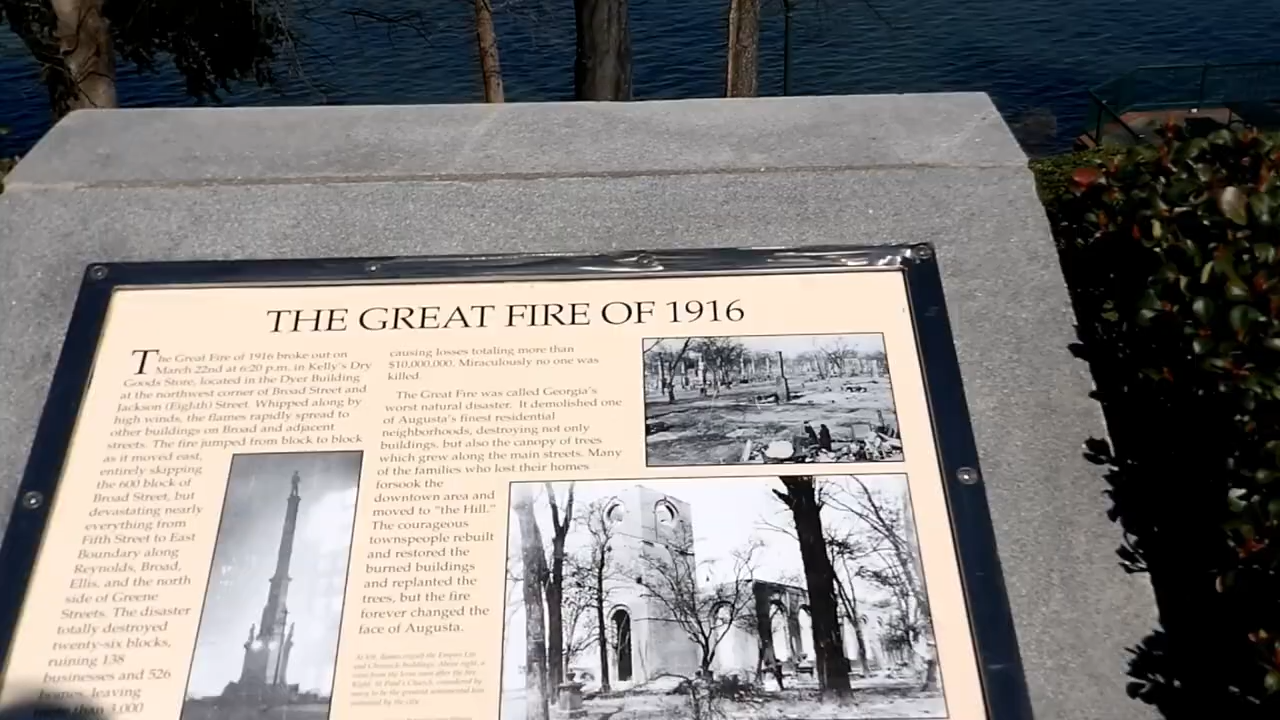 THE GREAT FIRE OF 1916
The Great Fire of 1916 broke out on
March 22nd at 6:20 p.m. in Kelly's Dry
Goods Store, located in the Dyer Building
at the northwest corner of Broad Street and
Jackson (Eighth) Street. Whipped along by
high winds, the flames rapidly spread to
other buildings on Broad and adjacent
streets. The fire jumped from block to block
as it moved east,
entirely skipping
the 600 block of
Broad Street, but
devastating nearly
everything from
Fifth Street to East
Boundary along
Reynolds, Broad,
Ellis, and the north
side of Greene
Streets. The disaster
totally destroyed
twenty-six blocks,
ruining 138
businesses and 526
homes, leaving
more than 3,000
causing losses totaling more than
$10,000,000. Miraculously no one was
killed.
The Great Fire was called Georgia's
worst natural disaster. It demolished one
of Augusta's finest residential
neighborhoods, destroying not only
buildings, but also the canopy of trees
which grew along the main streets. Many
of the families who lost their homes
forsook the
downtown area and
moved to "the Hill."
The courageous
townspeople rebuilt
and restored the
burned buildings
and replanted the
trees, but the fire
forever changed the
face of Augusta.